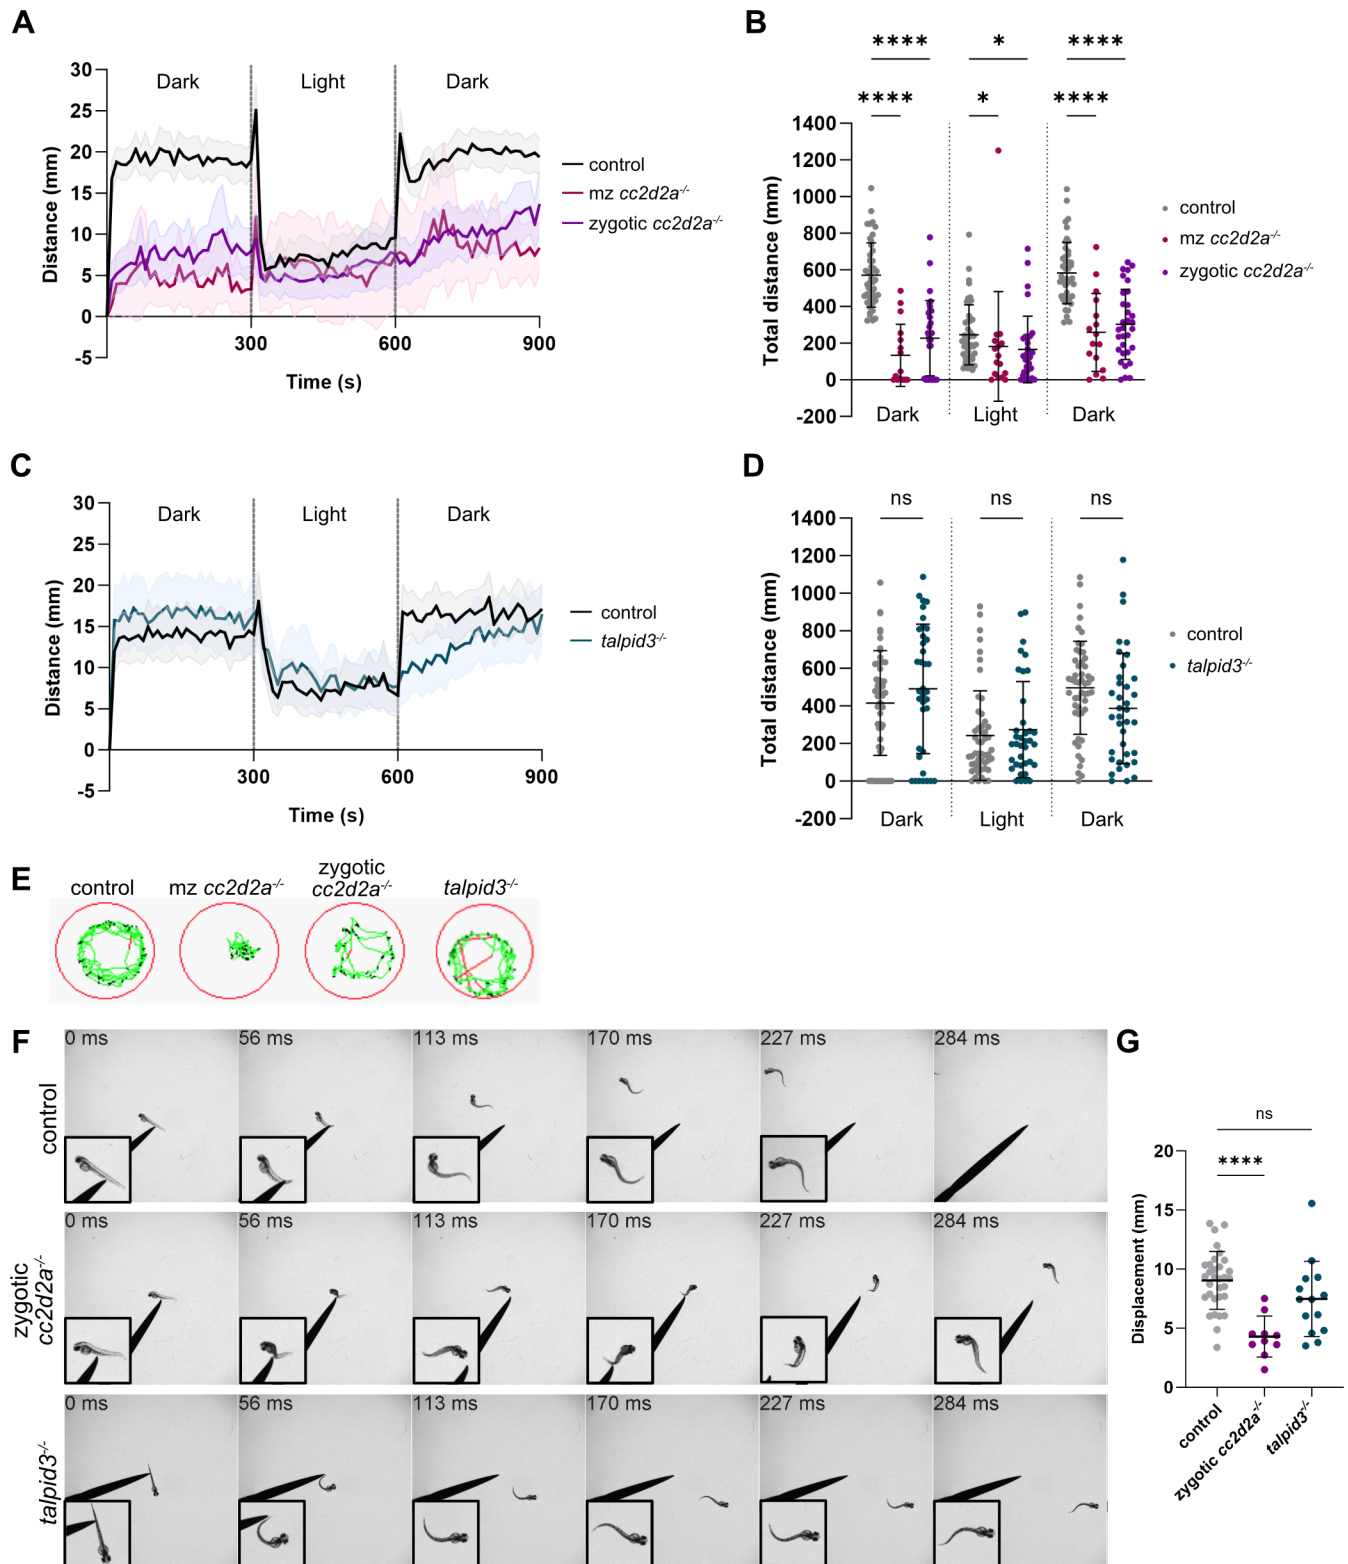 A
30
25
20
15
10
5
0
-5
Distance (mm)
Dark
Light
Dark
300
600
900
Time (s)
control
mz cc2d2a-/-
zygotic cc2d2a-/-
B
**** * ****
**** * ****
1400
1200
1000
800
600
400
200
0
-200
Total distance (mm)
Dark
Light
Dark
control
mz cc2d2a-/-
zygotic cc2d2a-/-
C
30
25
20
15
10
5
0
-5
Distance (mm)
Dark
Light
Dark
300
600
900
Time (s)
control
talpid3-/-
D
ns
ns
ns
1400
1200
1000
800
600
400
200
0
-200
Total distance (mm)
Dark
Light
Dark
control
talpid3-/-
E
control
mz cc2d2a-/-
zygotic
cc2d2a-/-
talpid3-/-
F
control
0 ms
56 ms
113 ms
170 ms
227 ms
284 ms
zygotic
cc2d2a-/-
0 ms
56 ms
113 ms
170 ms
227 ms
284 ms
talpid3-/-
0 ms
56 ms
113 ms
170 ms
227 ms
284 ms
G
ns
****
20
15
10
5
0
Displacement (mm)
control
zygotic cc2d2a-/-
talpid3-/-